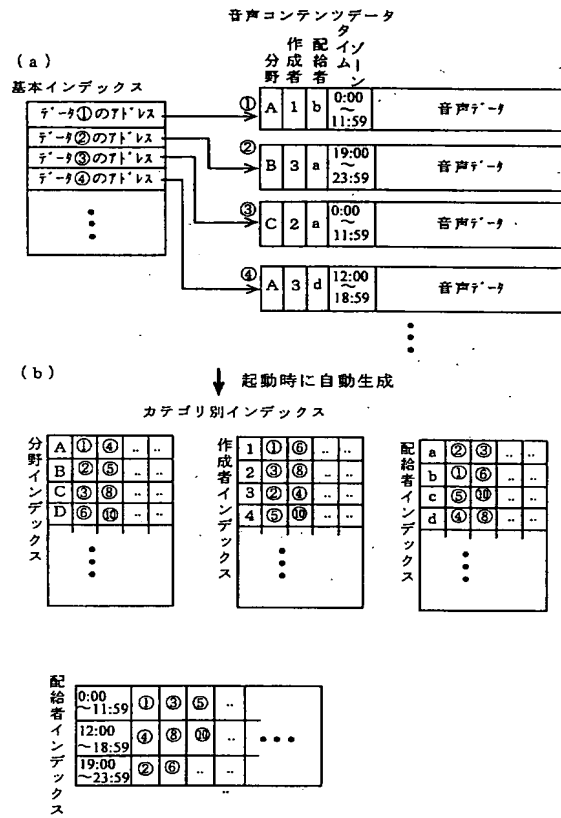 音声コンテンツデータ
(a)
基本インデックス
分野
作成者
配給者
タイムゾーン
データ①のアドレス
データ②のアドレス
データ③のアドレス
データ④のアドレス
① A 1 b 0:00～11:59 音声データ
② B 3 a 19:00～23:59 音声データ
③ C 2 a 0:00～11:59 音声データ
④ A 3 d 12:00～18:59 音声データ
(b)
起動時に自動生成
カテゴリ別インデックス
分野インデックス
A ① ④ .. ..
B ② ⑤ .. ..
C ③ ⑧ .. ..
D ⑥ ⑩ .. ..
作成者インデックス
1 ① ⑥ .. ..
2 ③ ⑧ .. ..
3 ② ④ .. ..
4 ⑤ ⑩ .. ..
配給者インデックス
a ② ③ .. ..
b ① ⑥ .. ..
c ⑤ ⑩ .. ..
d ④ ⑧ .. ..
配給者インデックス
0:00～11:59 ① ③ ⑤ ..
12:00～18:59 ④ ⑧ ⑩ ..
19:00～23:59 ② ⑥ .. ..